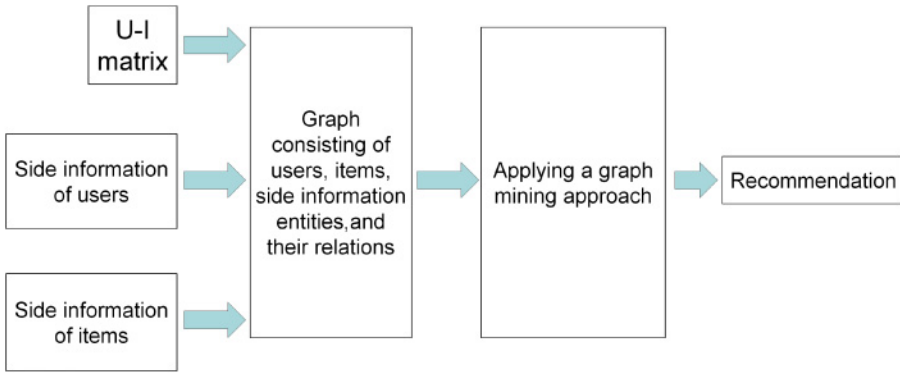 U-I
matrix
Side information
of users
Side information
of items
Graph
consisting of
users, items,
side information
entities,and
their relations
Applying a graph
mining approach
Recommendation